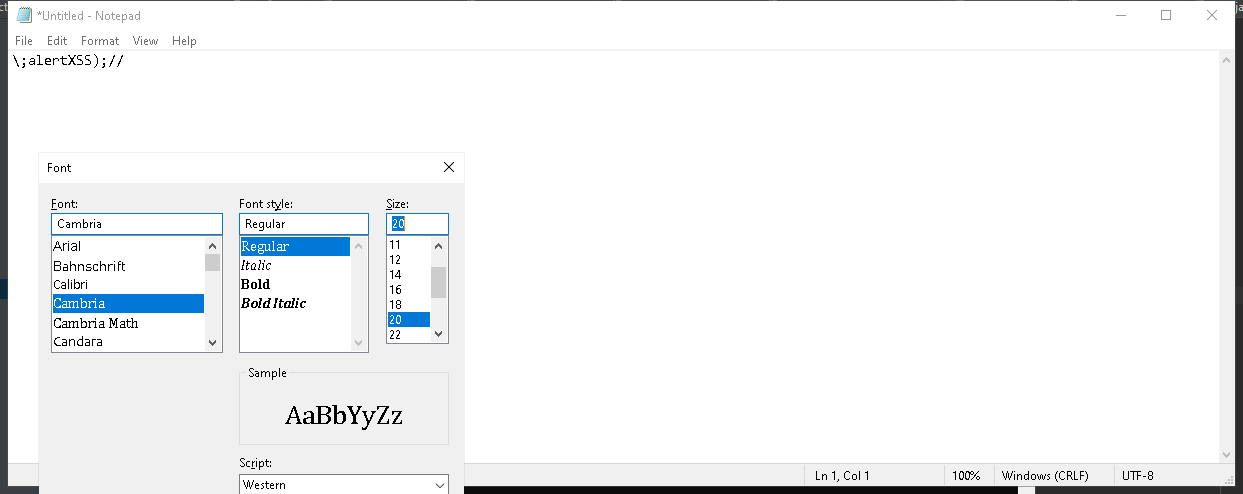 *Untitled - Notepad
File Edit Format View Help
\;alertXSS);//
Font
Font: Font style: Size:
Cambria Regular 20
Arial Regular 11
Bahnschrift Italic 12
Calibri Bold 14
Cambria Bold Italic 16
Cambria Math 18
Candara 20
22
Sample
AaBbYyZz
Script:
Western
Ln 1, Col 1 100% Windows (CRLF) UTF-8